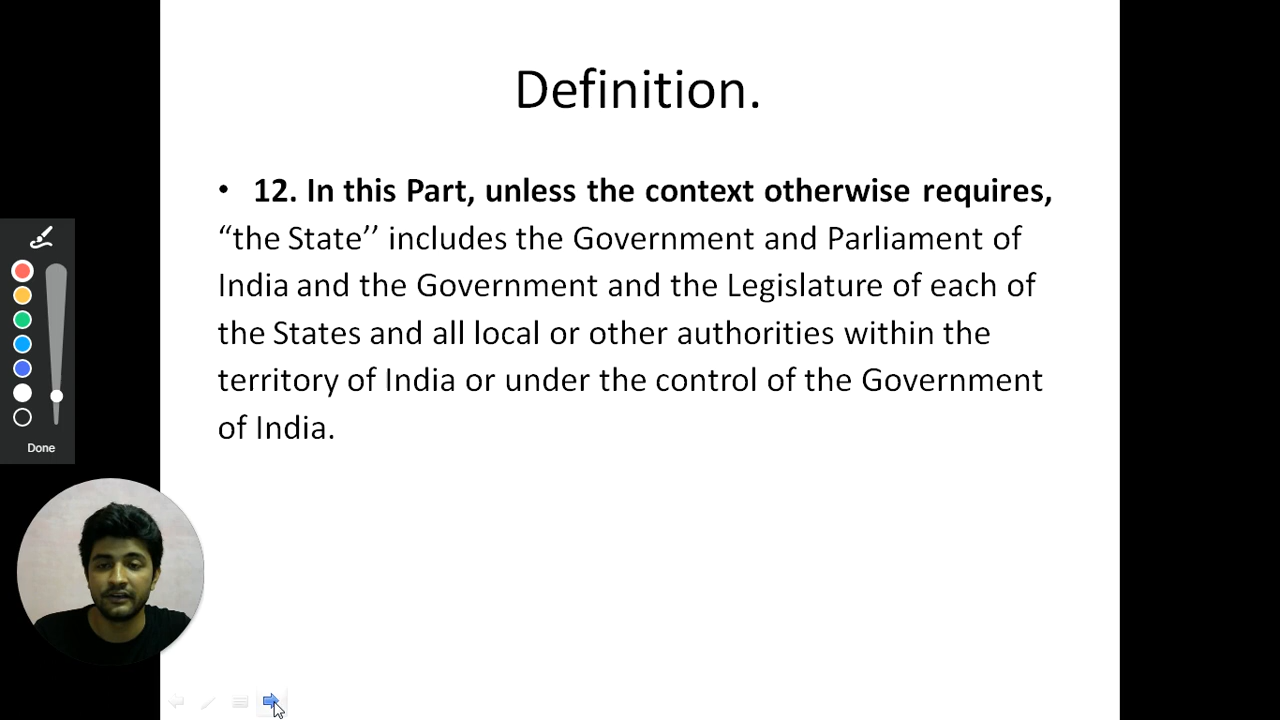 Definition.
• 12. In this Part, unless the context otherwise requires,
“the State’’ includes the Government and Parliament of
India and the Government and the Legislature of each of
the States and all local or other authorities within the
territory of India or under the control of the Government
of India.
Done